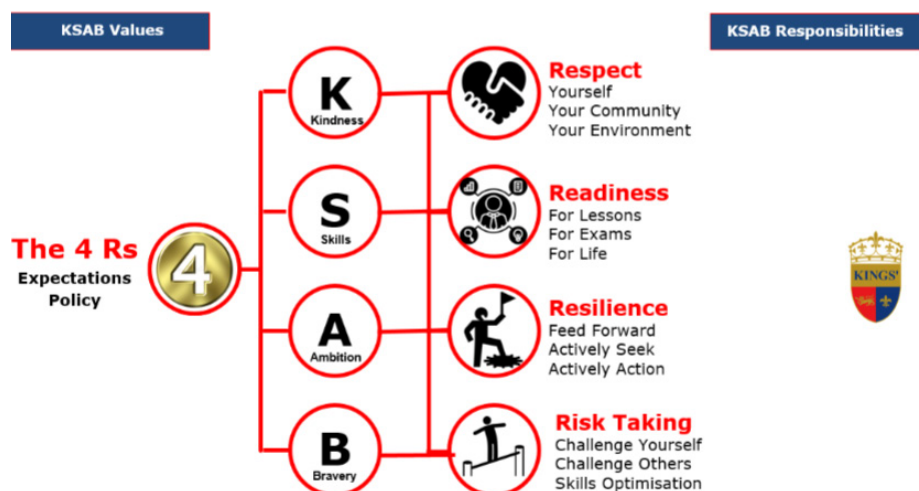 KSAB Values
KSAB Responsibilities
The 4 Rs
Expectations
Policy
4
K
Kindness
Respect
Yourself
Your Community
Your Environment
S
Skills
Readiness
For Lessons
For Exams
For Life
KINGS'
A
Ambition
Resilience
Feed Forward
Actively Seek
Actively Action
B
Bravery
Risk Taking
Challenge Yourself
Challenge Others
Skills Optimisation